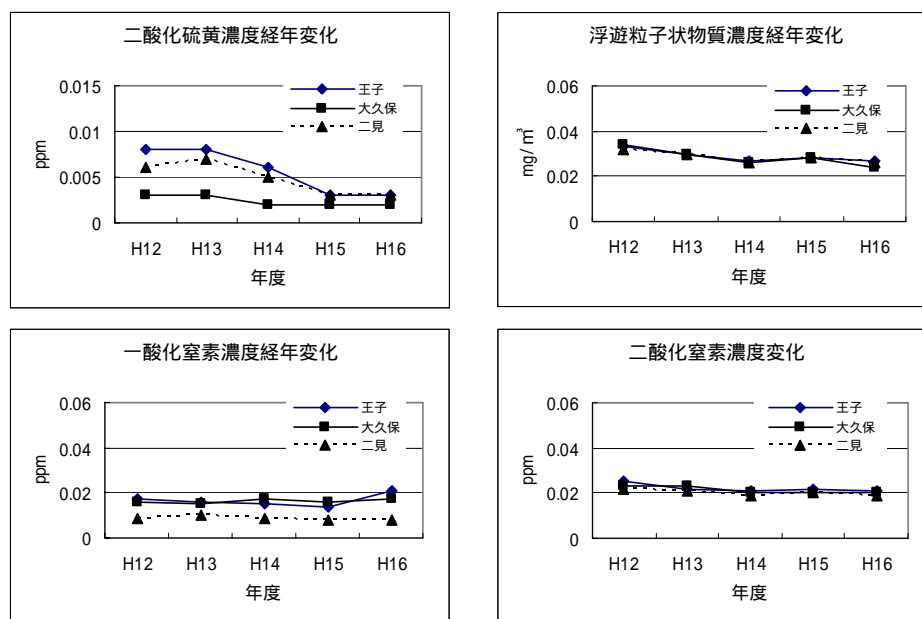 二酸化硫黄濃度経年変化
0.015
0.01
0.005
0
ppm
王子
大久保
二見
H12 H13 H14 H15 H16
年度
浮遊粒子状物質濃度経年変化
0.06
0.04
0.02
0
mg/㎥
王子
大久保
二見
H12 H13 H14 H15 H16
年度
一酸化窒素濃度経年変化
0.06
0.04
0.02
0
ppm
王子
大久保
二見
H12 H13 H14 H15 H16
年度
二酸化窒素濃度変化
0.06
0.04
0.02
0
ppm
王子
大久保
二見
H12 H13 H14 H15 H16
年度